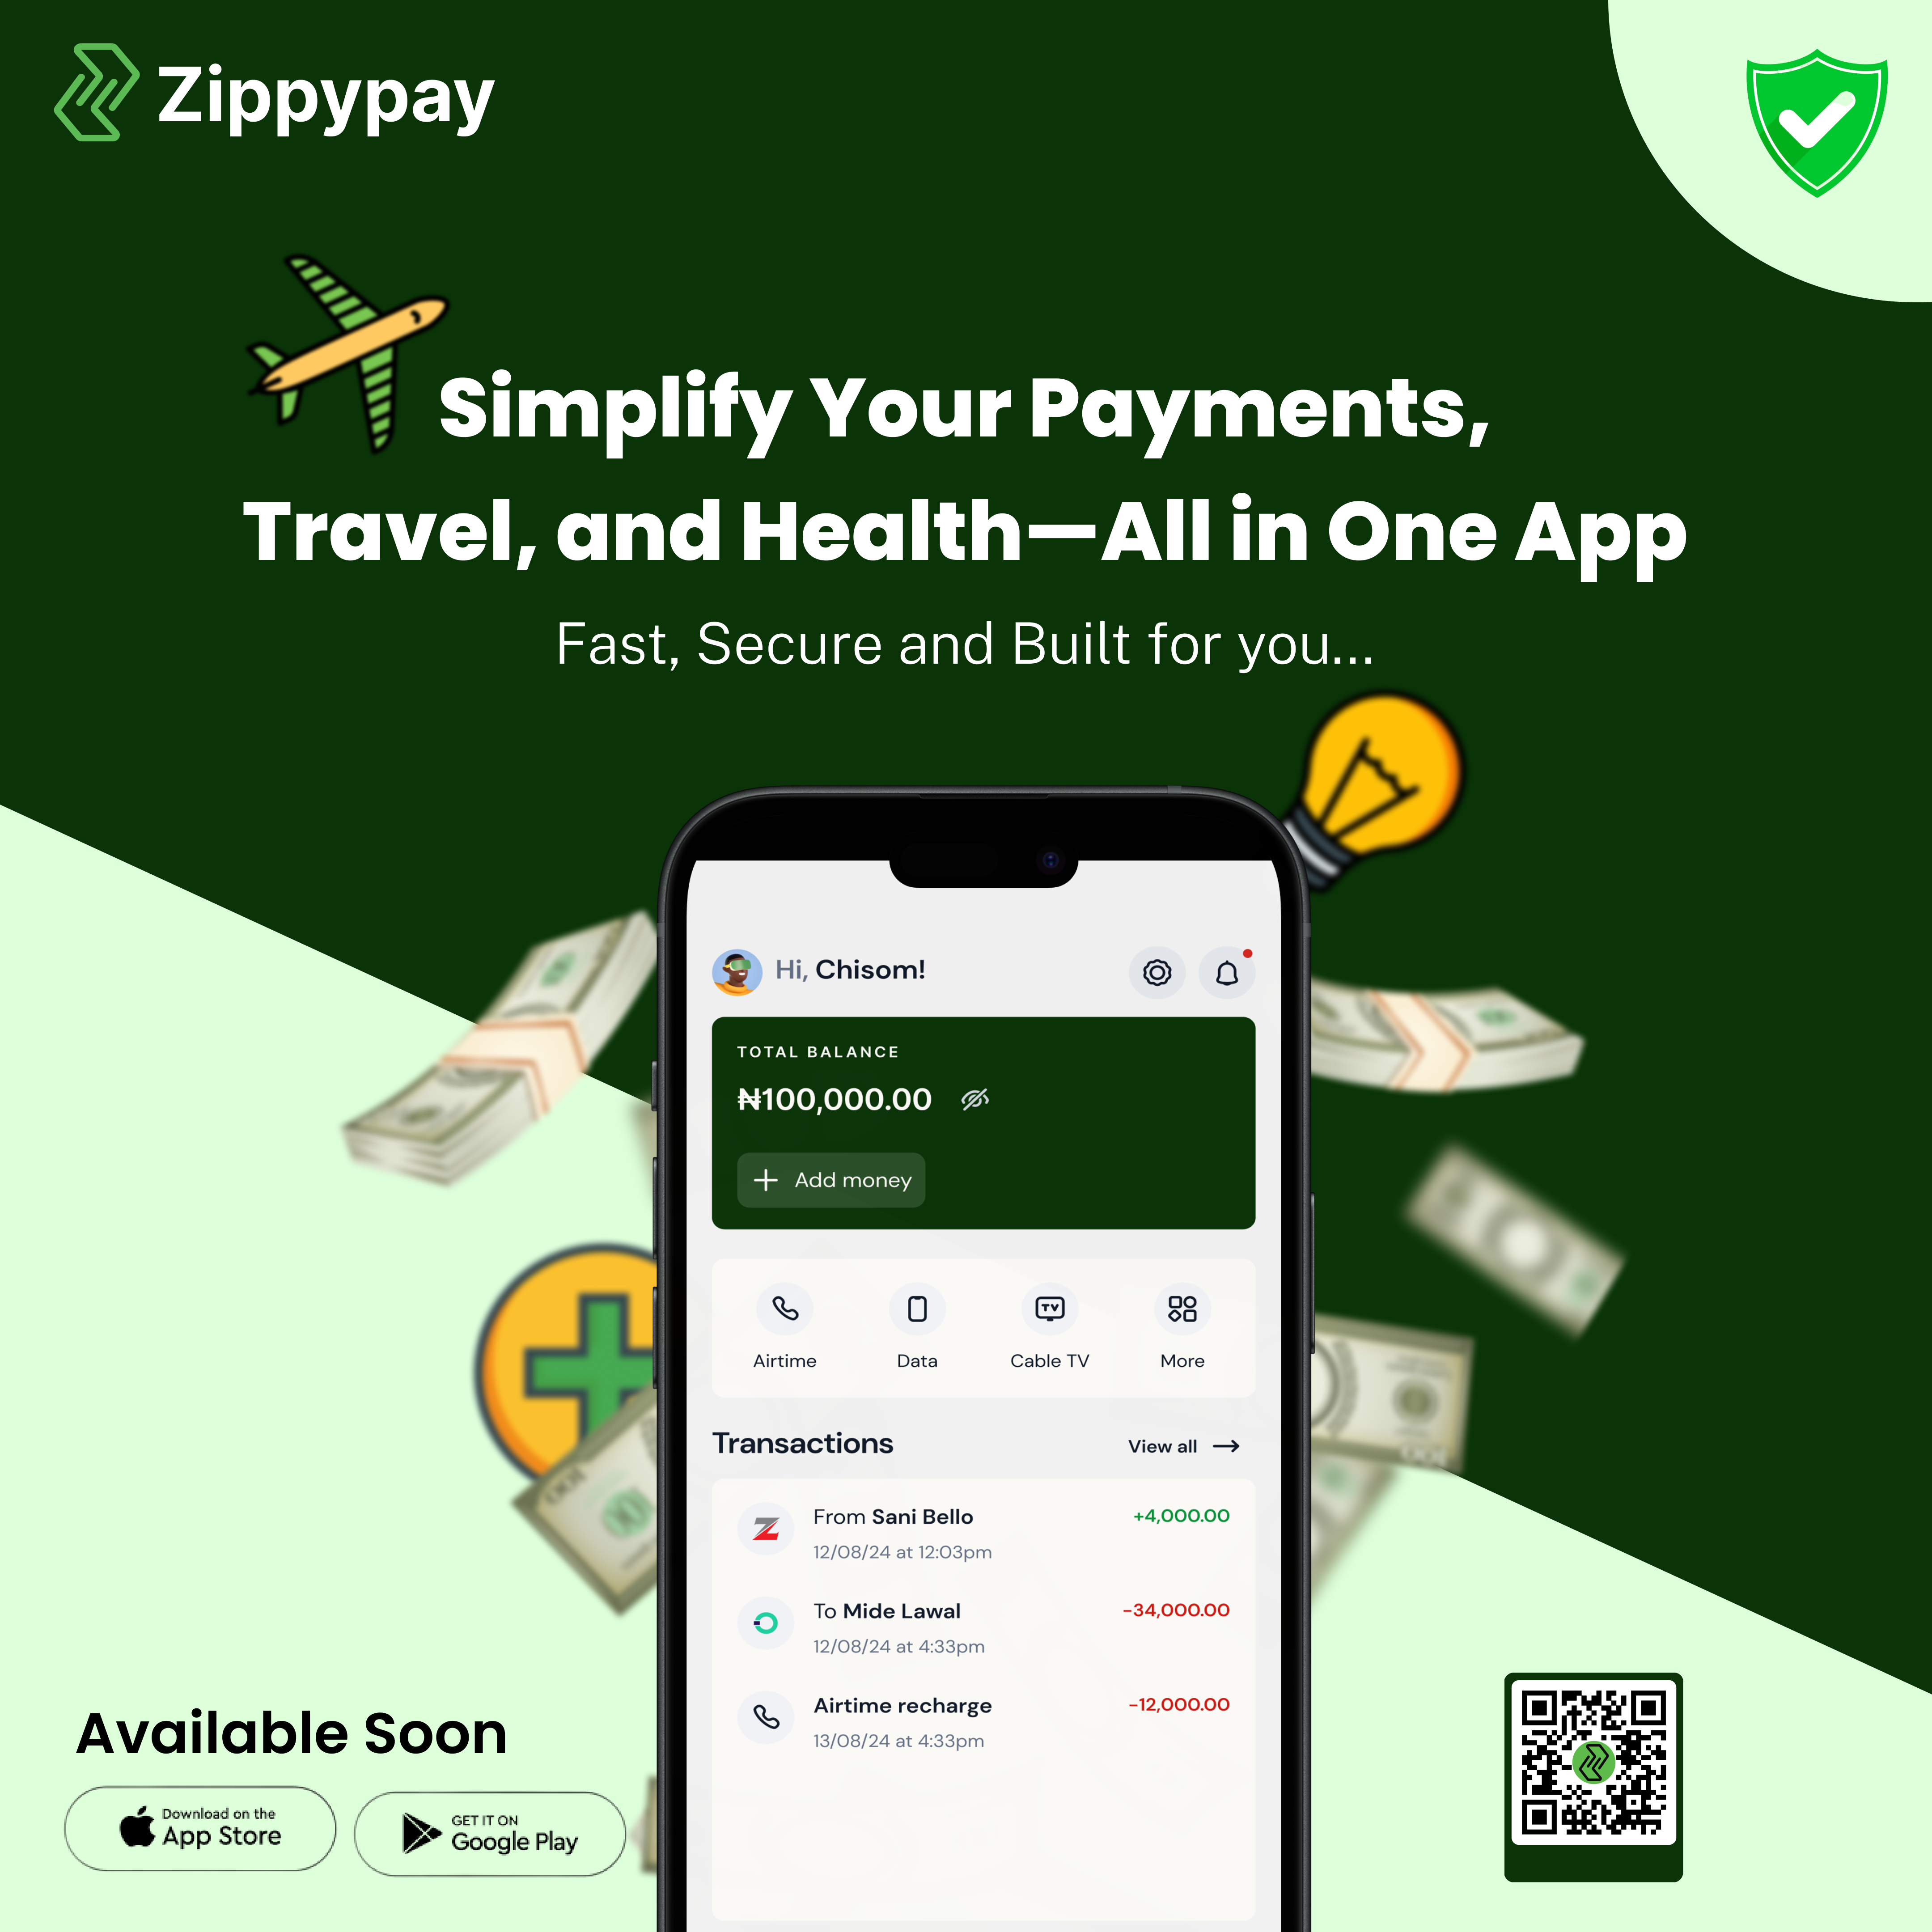 Zippypay
Simplify Your Payments,
Travel, and Health—All in One App
Fast, Secure and Built for you...
Hi, Chisom!
TOTAL BALANCE
₦100,000.00
+ Add money
TV
Airtime
Data
Cable TV
More
Transactions
View all →
From Sani Bello
+4,000.00
12/08/24 at 12:03pm
To Mide Lawal
-34,000.00
12/08/24 at 4:33pm
Airtime recharge
-12,000.00
13/08/24 at 4:33pm
Available Soon
Download on the
App Store
GET IT ON
Google Play